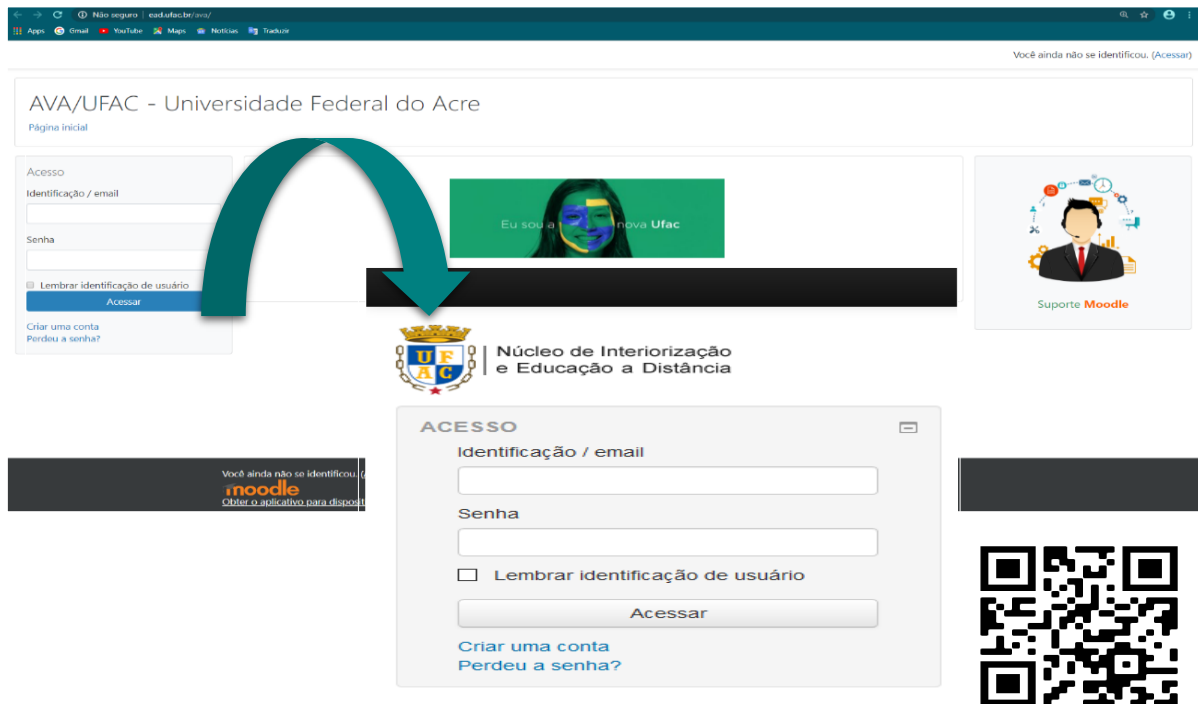 Não seguro | ead.ufac.br/ava/
Apps Gmail YouTube Maps Notícias Traduzir
Você ainda não se identificou. (Acessar)
AVA/UFAC - Universidade Federal do Acre
Página inicial
Acesso
Identificação / email
Senha
Lembrar identificação de usuário
Acessar
Criar uma conta
Perdeu a senha?
Eu sou a nova Ufac
Suporte Moodle
UFAC
Núcleo de Interiorização
e Educação a Distância
ACESSO
Identificação / email
Senha
Lembrar identificação de usuário
Acessar
Criar uma conta
Perdeu a senha?
Você ainda não se identificou. (
moodle
Obter o aplicativo para disposit